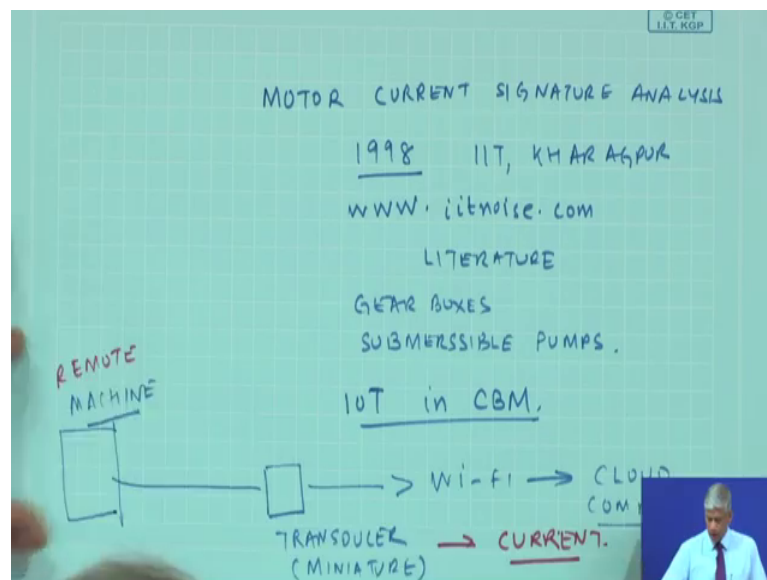 © CET
I.I.T. KGP
MOTOR CURRENT SIGNATURE ANALYSIS
1998 IIT, KHARAGPUR
WWW.iitnoise.com
LITERATURE
GEAR BOXES
SUBMERSSIBLE PUMPS.
REMOTE
MACHINE
IOT in CBM.
Wi-Fi → CLOUD
TRANSDUCER → CURRENT.
(MINIATURE)